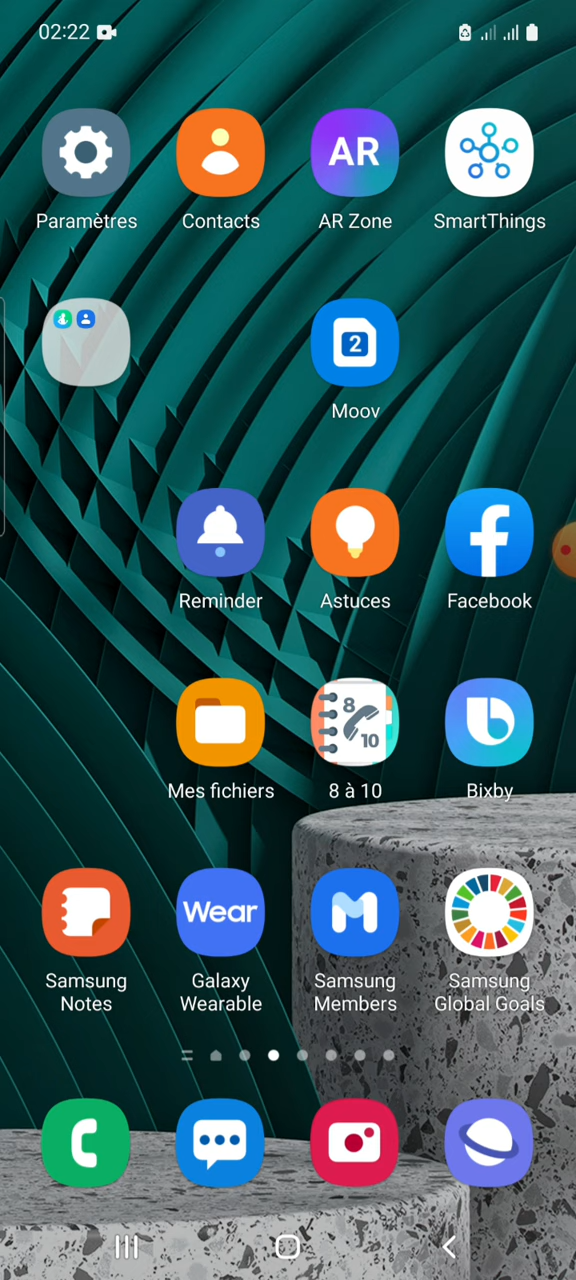 02:22
AR
Paramètres
Contacts
AR Zone
SmartThings
2
Moov
Reminder
Astuces
Facebook
8
10
Mes fichiers
8 à 10
Bixby
Wear
Samsung
Notes
Galaxy
Wearable
Samsung
Members
Samsung
Global Goals